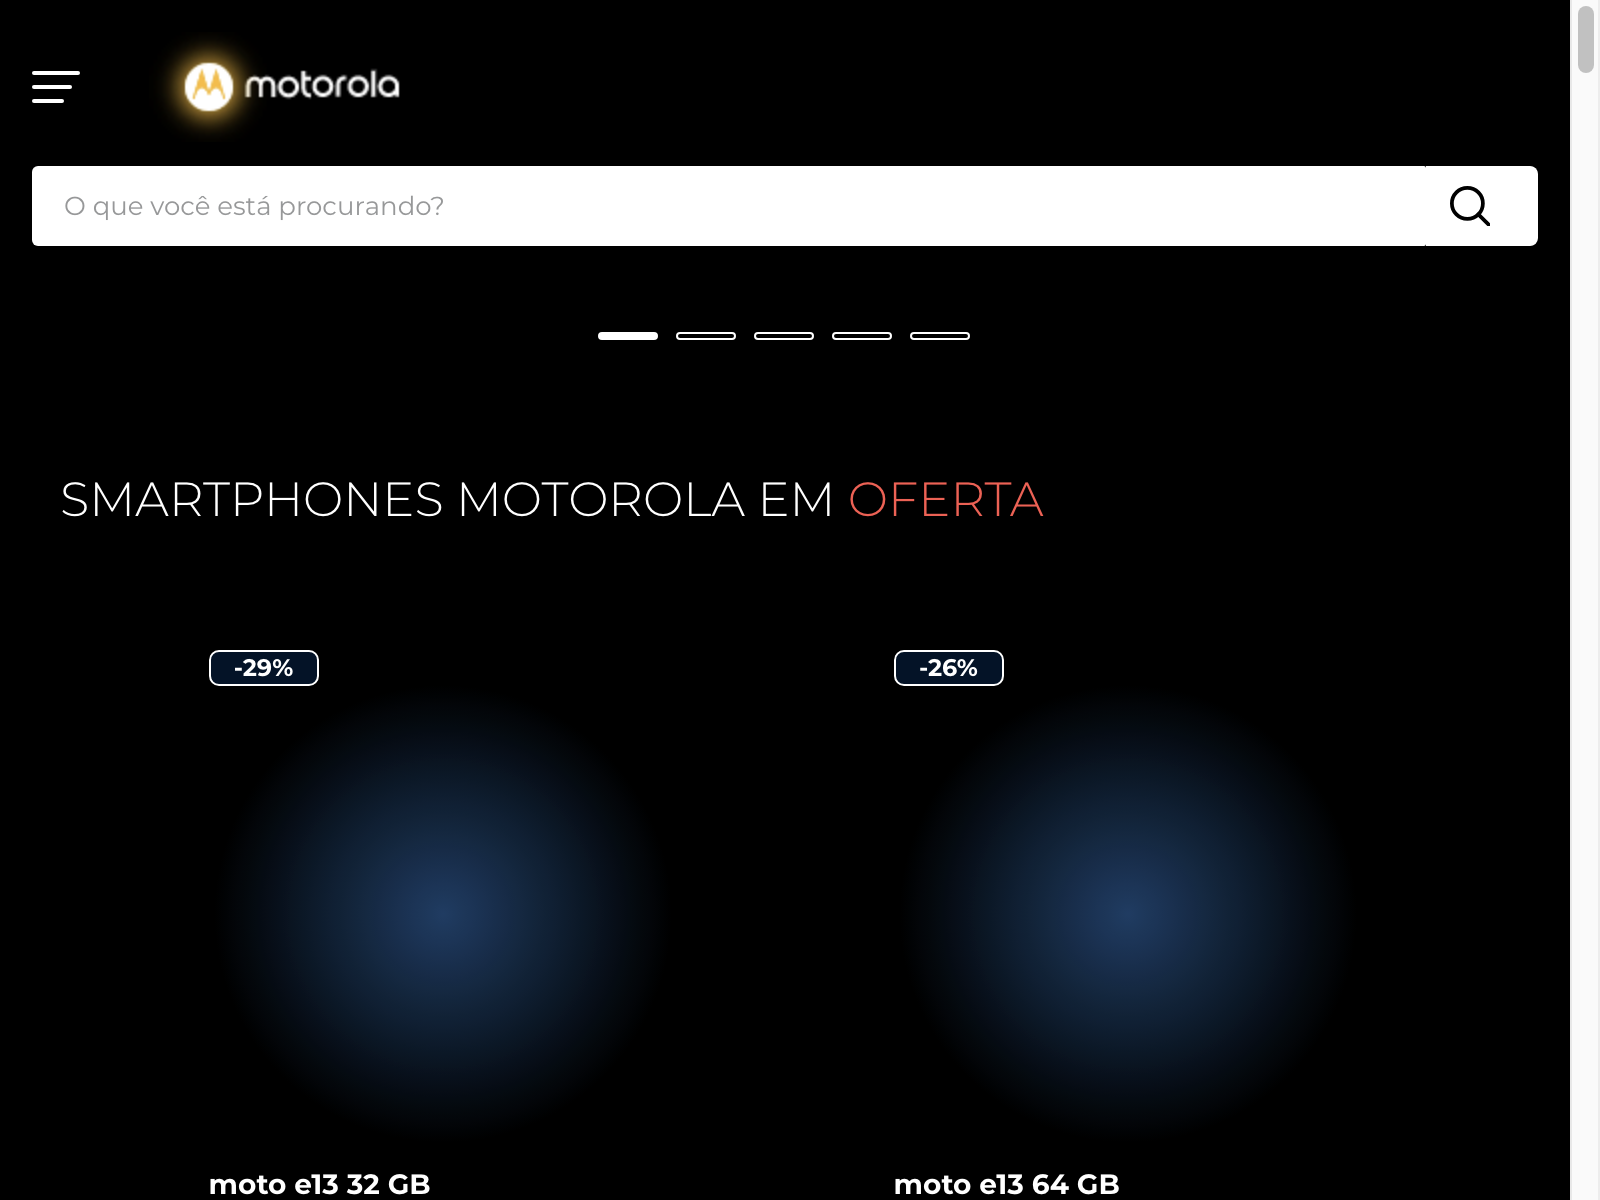 motorola
O que você está procurando?
SMARTPHONES MOTOROLA EM OFERTA
-29%
-26%
moto e13 32 GB
moto e13 64 GB